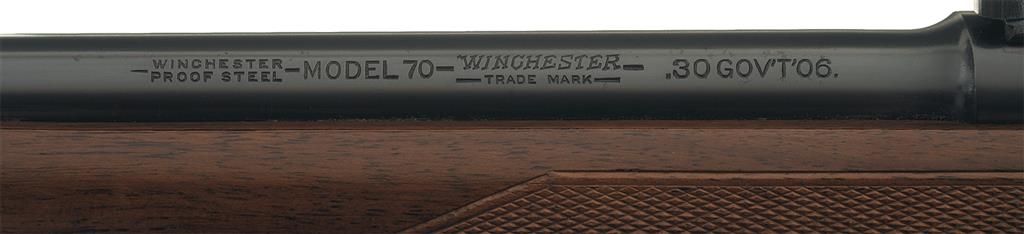 WINCHESTER
PROOF STEEL
-MODEL 70-
WINCHESTER
TRADE MARK
-.30 GOV'T'06.